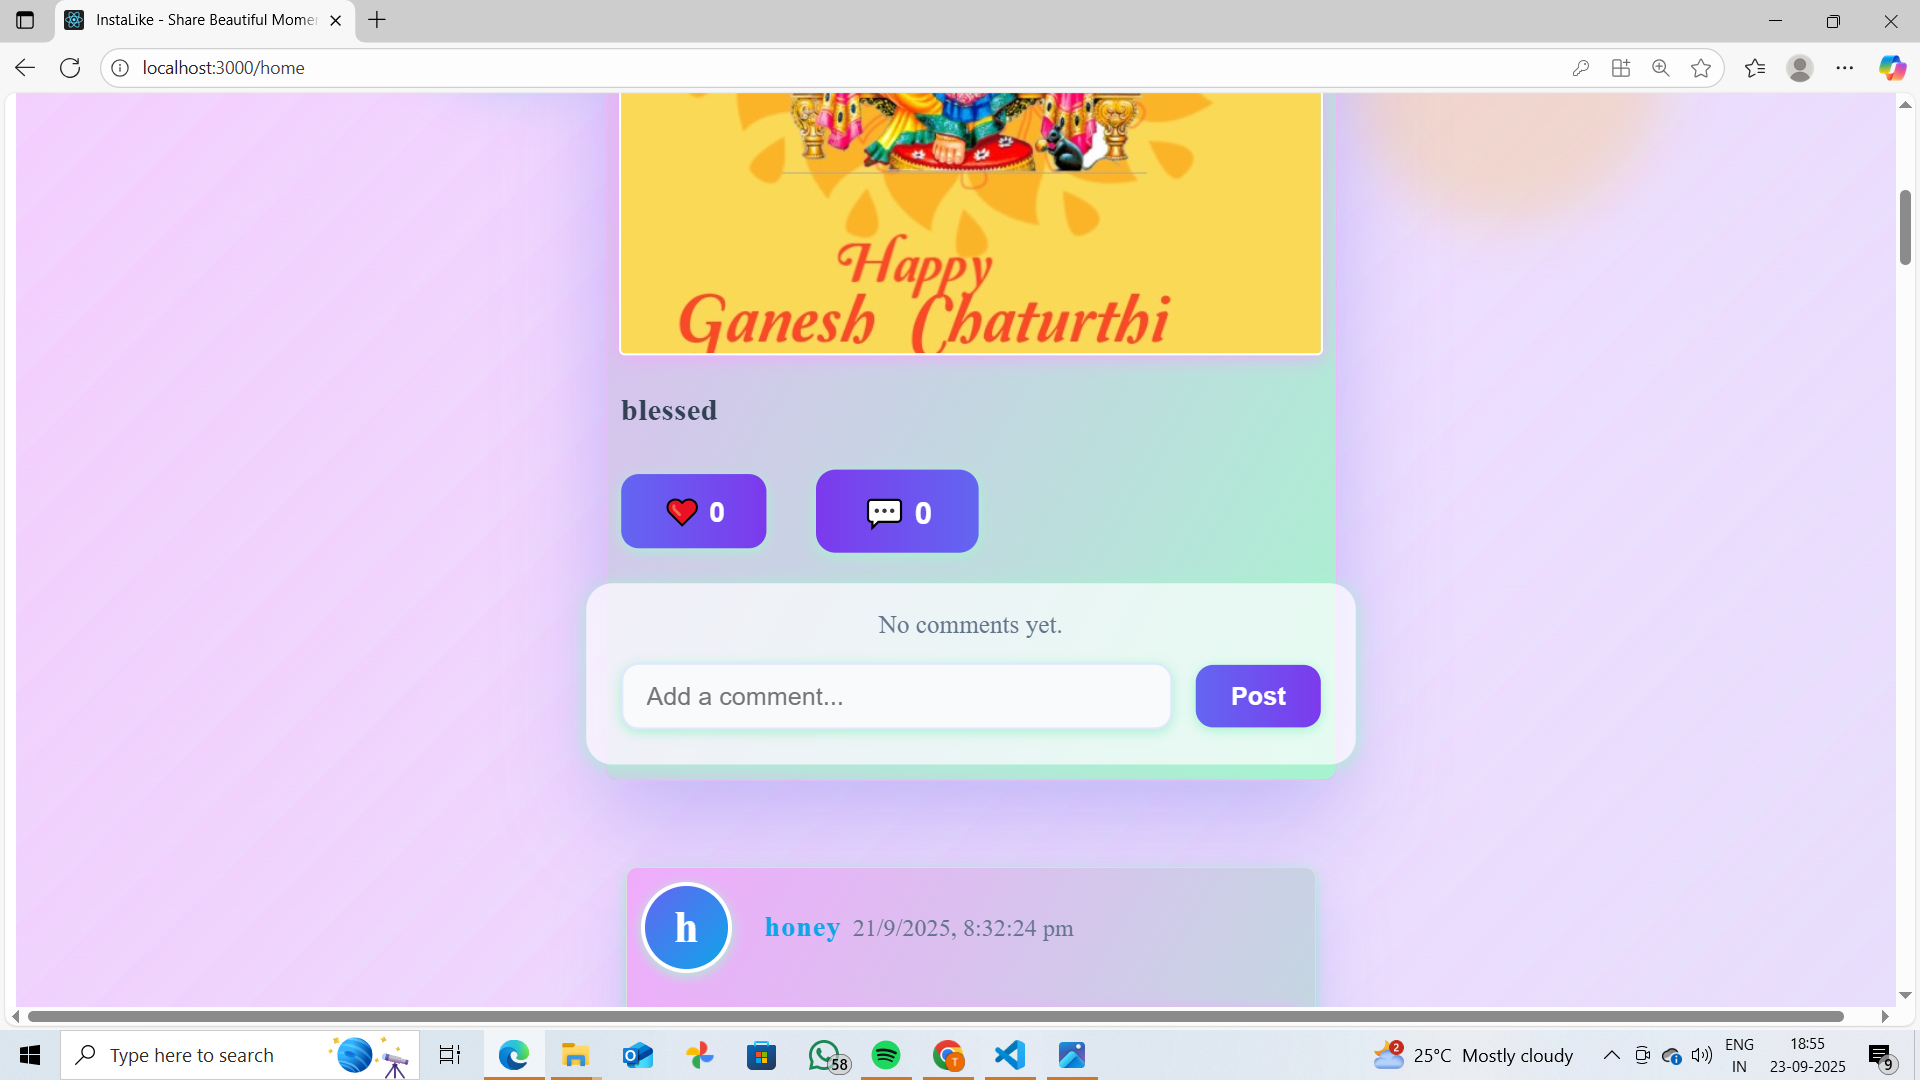 InstaLike - Share Beautiful Momen
localhost:3000/home
Happy
Ganesh Chaturthi
blessed
0
0
No comments yet.
Add a comment...
Post
h
honey 21/9/2025, 8:32:24 pm
Type here to search
58
T
2
25°C Mostly cloudy
ENG
IN
18:55
23-09-2025
9